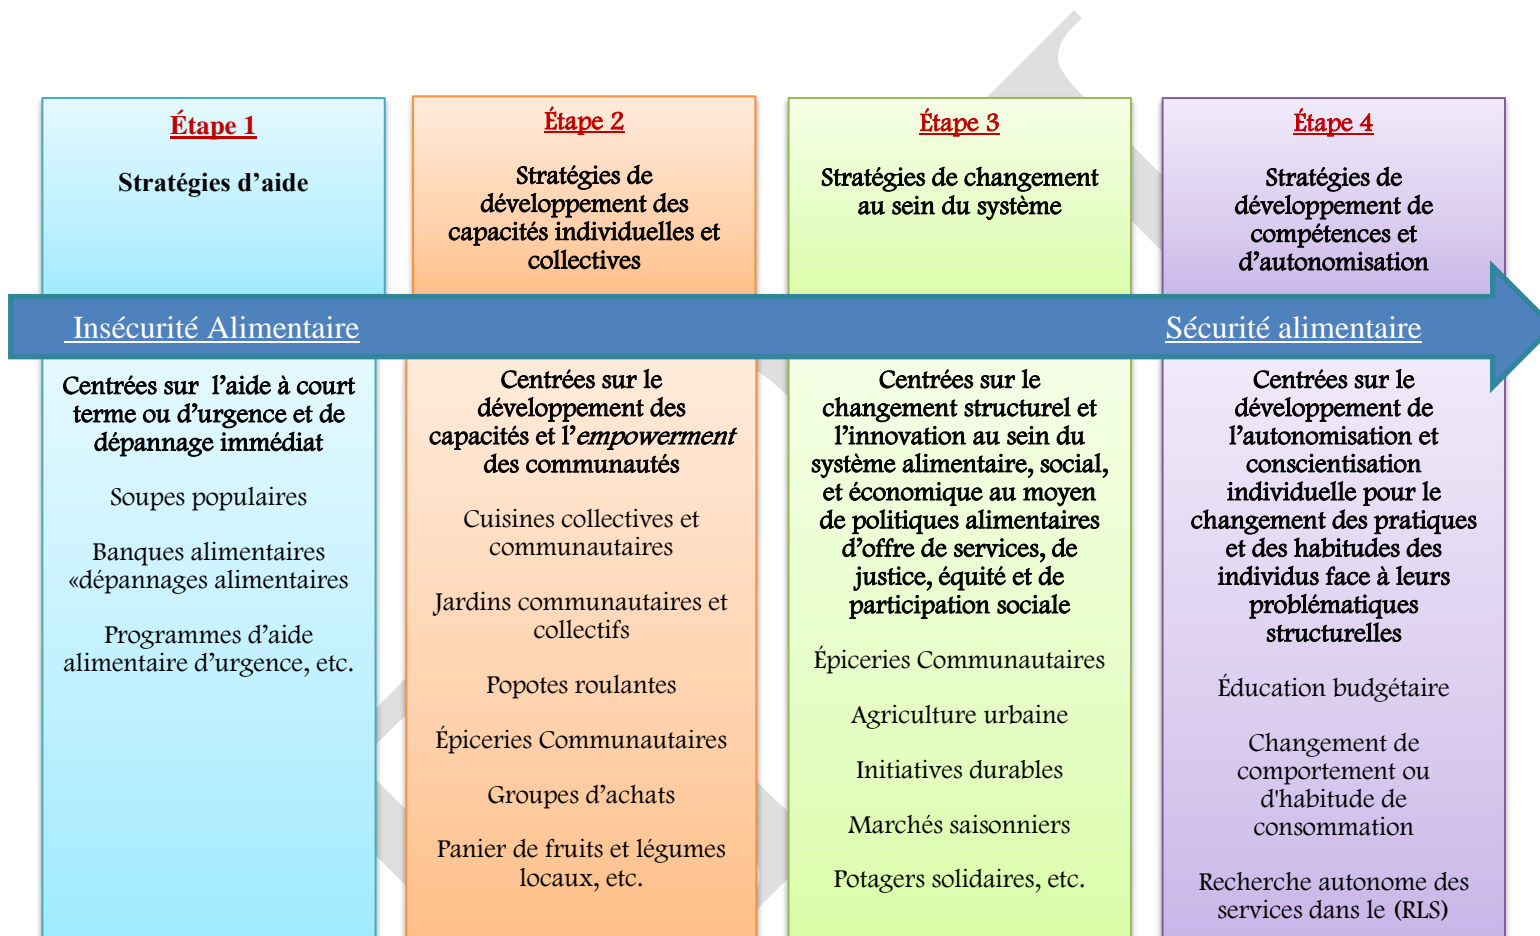 Étape 1
Stratégies d’aide
Étape 2
Stratégies de
développement des
capacités individuelles et
collectives
Étape 3
Stratégies de changement
au sein du système
Étape 4
Stratégies de
développement de
compétences et
d’autonomisation
Insécurité Alimentaire
Sécurité alimentaire
Centrées sur l’aide à court
terme ou d’urgence et de
dépannage immédiat
Soupes populaires
Banques alimentaires
«dépannages alimentaires
Programmes d’aide
alimentaire d’urgence, etc.
Centrées sur le
développement des
capacités et l’empowerment
des communautés
Cuisines collectives et
communautaires
Jardins communautaires et
collectifs
Popotes roulantes
Épiceries Communautaires
Groupes d’achats
Panier de fruits et légumes
locaux, etc.
Centrées sur le
changement structurel et
l’innovation au sein du
système alimentaire, social,
et économique au moyen
de politiques alimentaires
d’offre de services, de
justice, équité et de
participation sociale
Épiceries Communautaires
Agriculture urbaine
Initiatives durables
Marchés saisonniers
Potagers solidaires, etc.
Centrées sur le
développement de
l’autonomisation et
conscientisation
individuelle pour le
changement des pratiques
et des habitudes des
individus face à leurs
problématiques
structurelles
Éducation budgétaire
Changement de
comportement ou
d'habitude de
consommation
Recherche autonome des
services dans le (RLS)